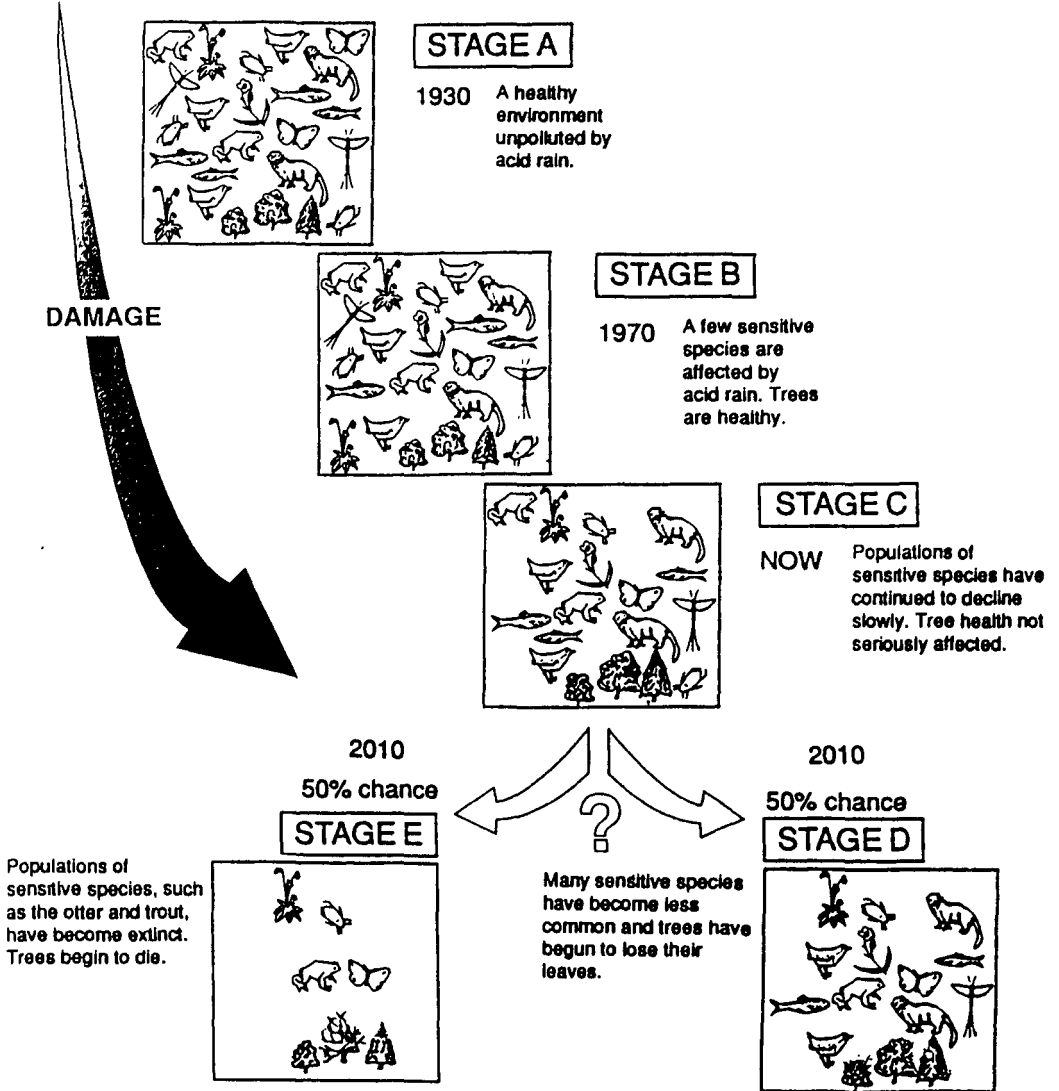 STAGE A
1930
A healthy
environment
unpolluted by
acid rain.
DAMAGE
STAGE B
1970
A few sensitive
species are
affected by
acid rain. Trees
are healthy.
STAGE C
NOW
Populations of
sensitive species have
continued to decline
slowly. Tree health not
seriously affected.
2010
50% chance
STAGE E
Populations of
sensitive species, such
as the otter and trout,
have become extinct.
Trees begin to die.
?
2010
50% chance
STAGE D
Many sensitive species
have become less
common and trees have
begun to lose their
leaves.